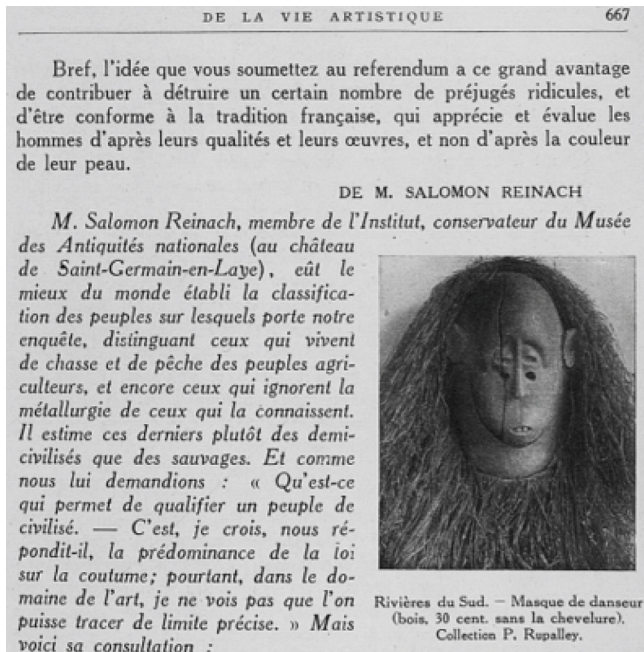 DE LA VIE ARTISTIQUE 667
Bref, l'idée que vous soumettez au referendum a ce grand avantage
de contribuer à détruire un certain nombre de préjugés ridicules, et
d'être conforme à la tradition française, qui apprécie et évalue les
hommes d'après leurs qualités et leurs œuvres, et non d'après la couleur
de leur peau.
DE M. SALOMON REINACH
M. Salomon Reinach, membre de l'Institut, conservateur du Musée
des Antiquités nationales (au château
de Saint-Germain-en-Laye), eût le
mieux du monde établi la classifica-
tion des peuples sur lesquels porte notre
enquête, distinguant ceux qui vivent
de chasse et de pêche des peuples agri-
culteurs, et encore ceux qui ignorent la
métallurgie de ceux qui la connaissent.
Il estime ces derniers plutôt des demi-
civilisés que des sauvages. Et comme
nous lui demandions : « Qu'est-ce
qui permet de qualifier un peuple de
civilisé. — C'est, je crois, nous ré-
pondit-il, la prédominance de la loi
sur la coutume; pourtant, dans le do-
maine de l'art, je ne vois pas que l'on
puisse tracer de limite précise. » Mais
voici sa consultation :
Rivières du Sud. — Masque de danseur
(bois, 30 cent. sans la chevelure).
Collection P. Rupalley.